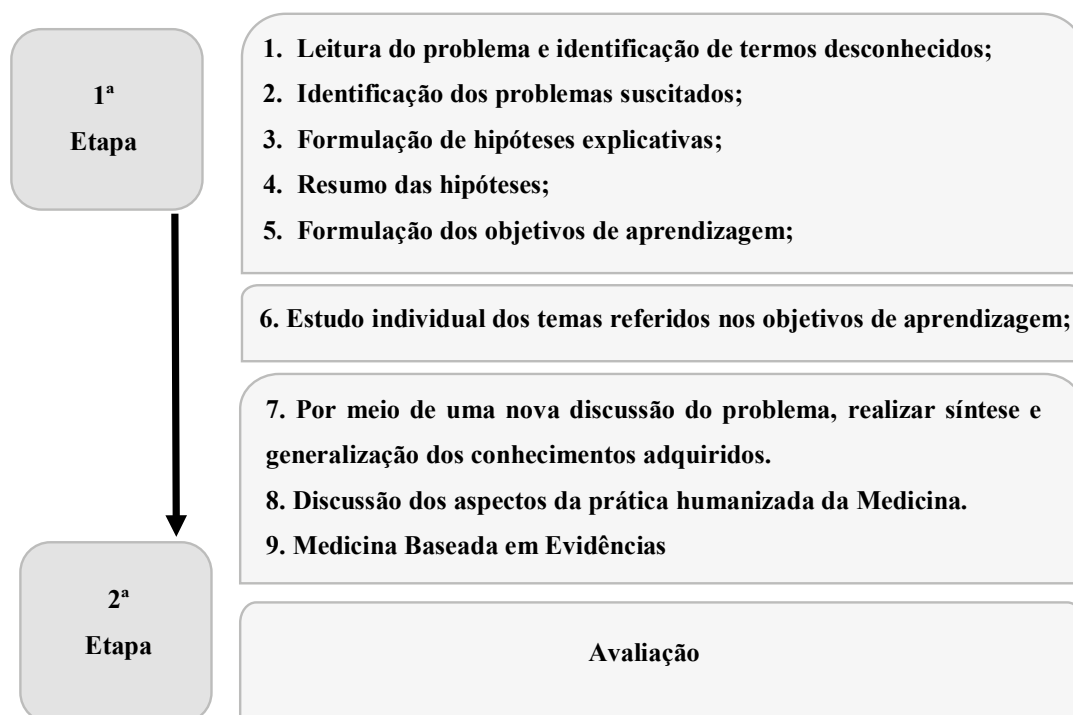 1ª
Etapa
1. Leitura do problema e identificação de termos desconhecidos;
2. Identificação dos problemas suscitados;
3. Formulação de hipóteses explicativas;
4. Resumo das hipóteses;
5. Formulação dos objetivos de aprendizagem;
6. Estudo individual dos temas referidos nos objetivos de aprendizagem;
7. Por meio de uma nova discussão do problema, realizar síntese e
generalização dos conhecimentos adquiridos.
8. Discussão dos aspectos da prática humanizada da Medicina.
9. Medicina Baseada em Evidências
2ª
Etapa
Avaliação